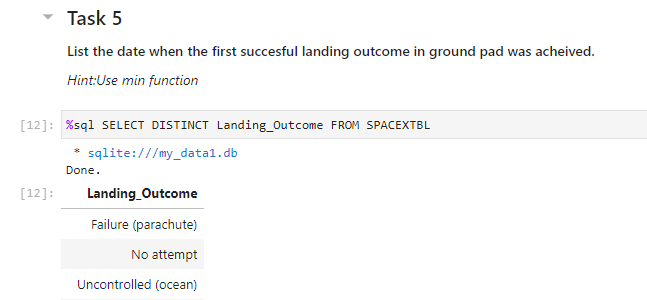 Task 5
List the date when the first succesful landing outcome in ground pad was acheived.
Hint:Use min function
[12]: %sql SELECT DISTINCT Landing_Outcome FROM SPACEXTBL
* sqlite:///my_data1.db
Done.
[12]: Landing_Outcome
Failure (parachute)
No attempt
Uncontrolled (ocean)